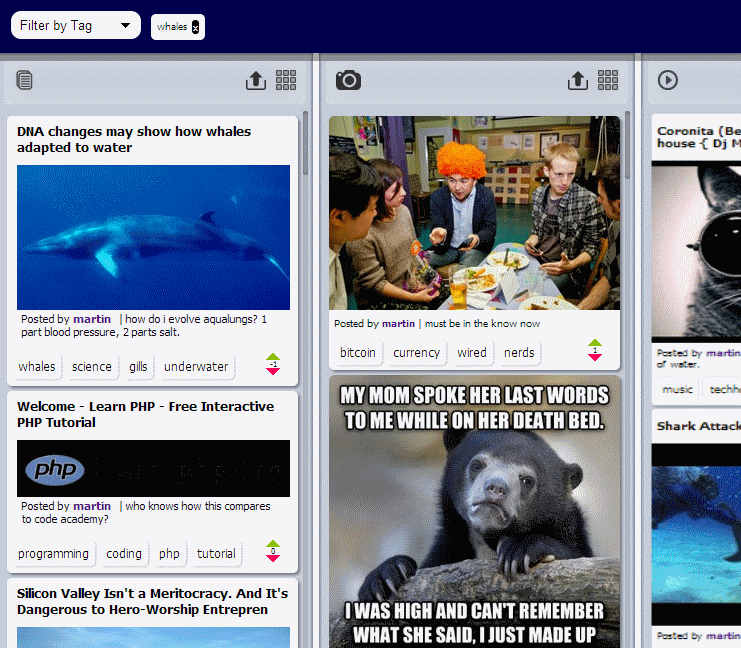 Filter by Tag
whales x
DNA changes may show how whales
adapted to water
Posted by martin | how do i evolve aqualungs? 1
part blood pressure, 2 parts salt.
whales science gills underwater
-1
Welcome - Learn PHP - Free Interactive
PHP Tutorial
php
Posted by martin | who knows how this compares
to code academy?
programming coding php tutorial
0
Silicon Valley Isn't a Meritocracy. And It's
Dangerous to Hero-Worship Entrepren
Posted by martin | must be in the know now
bitcoin currency wired nerds
1
MY MOM SPOKE HER LAST WORDS
TO ME WHILE ON HER DEATH BED.
I WAS HIGH AND CAN'T REMEMBER
WHAT SHE SAID, I JUST MADE UP
Coronita (Be
house -{ Dj M
Posted by martin
of water.
music techh
Shark Attack
Posted by martin